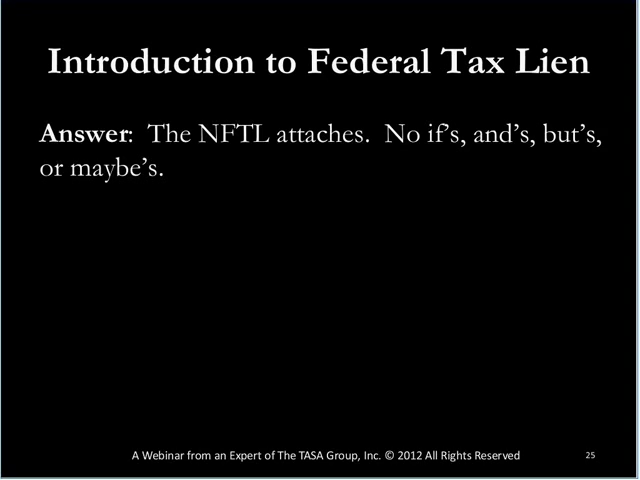 Introduction to Federal Tax Lien
Answer:  The NFTL attaches.  No if’s, and’s, but’s,
or maybe’s.
A Webinar from an Expert of The TASA Group, Inc. © 2012 All Rights Reserved
25